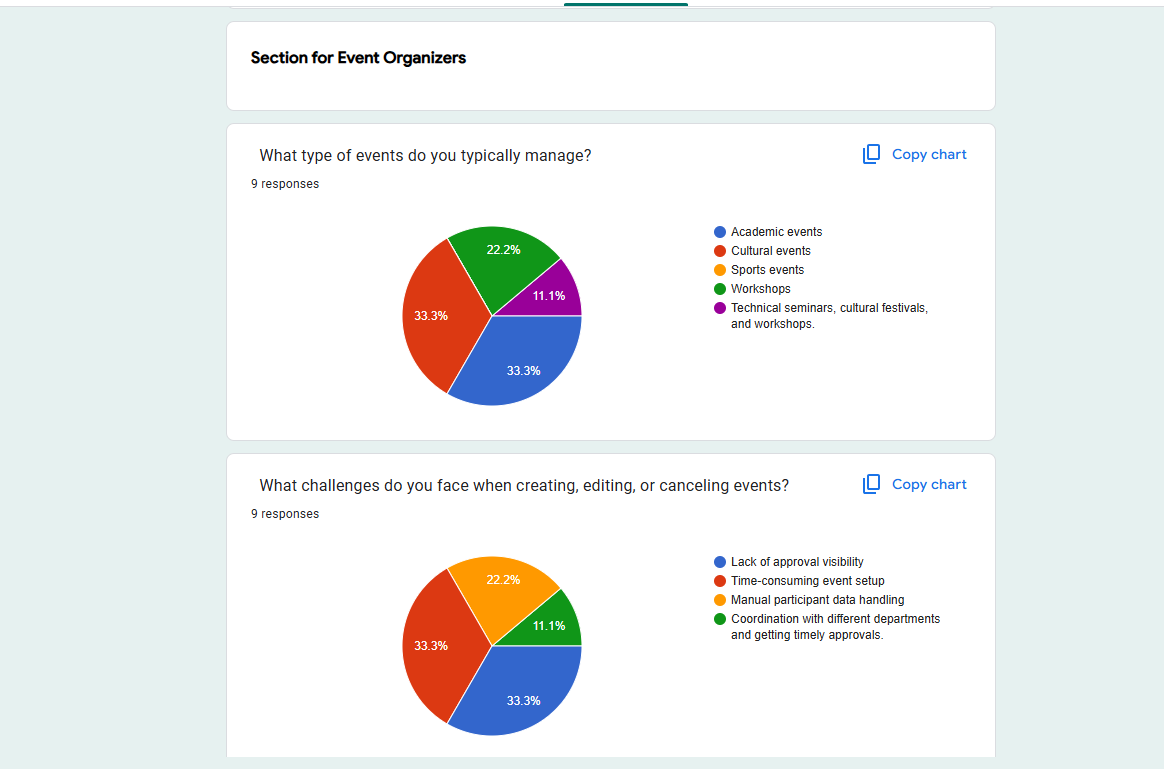 Section for Event Organizers
What type of events do you typically manage?
Copy chart
9 responses
22.2%
11.1%
33.3%
33.3%
Academic events
Cultural events
Sports events
Workshops
Technical seminars, cultural festivals,
and workshops.
What challenges do you face when creating, editing, or canceling events?
Copy chart
9 responses
22.2%
11.1%
33.3%
33.3%
Lack of approval visibility
Time-consuming event setup
Manual participant data handling
Coordination with different departments
and getting timely approvals.